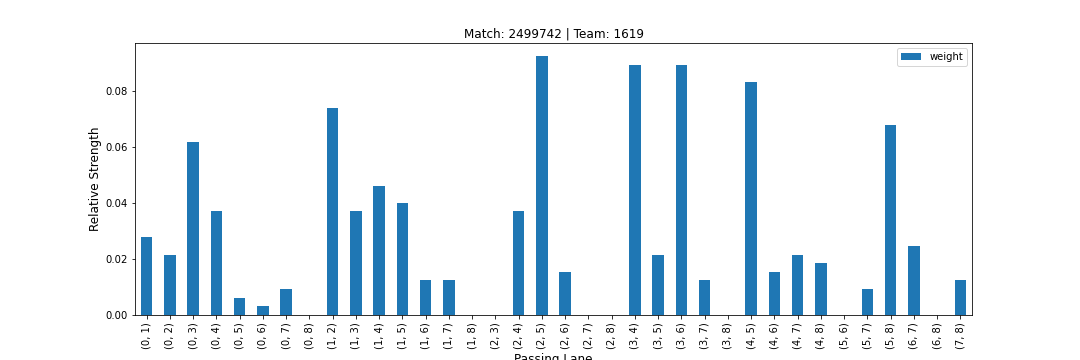 Match: 2499742 | Team: 1619
weight
Relative Strength
0.08
0.06
0.04
0.02
0.00
(0, 1) (0, 2) (0, 3) (0, 4) (0, 5) (0, 6) (0, 7) (0, 8) (1, 2) (1, 3) (1, 4) (1, 5) (1, 6) (1, 7) (1, 8) (2, 3) (2, 4) (2, 5) (2, 6) (2, 7) (2, 8) (3, 4) (3, 5) (3, 6) (3, 7) (3, 8) (4, 5) (4, 6) (4, 7) (4, 8) (5, 6) (5, 7) (5, 8) (6, 7) (6, 8) (7, 8)
Passing Lane